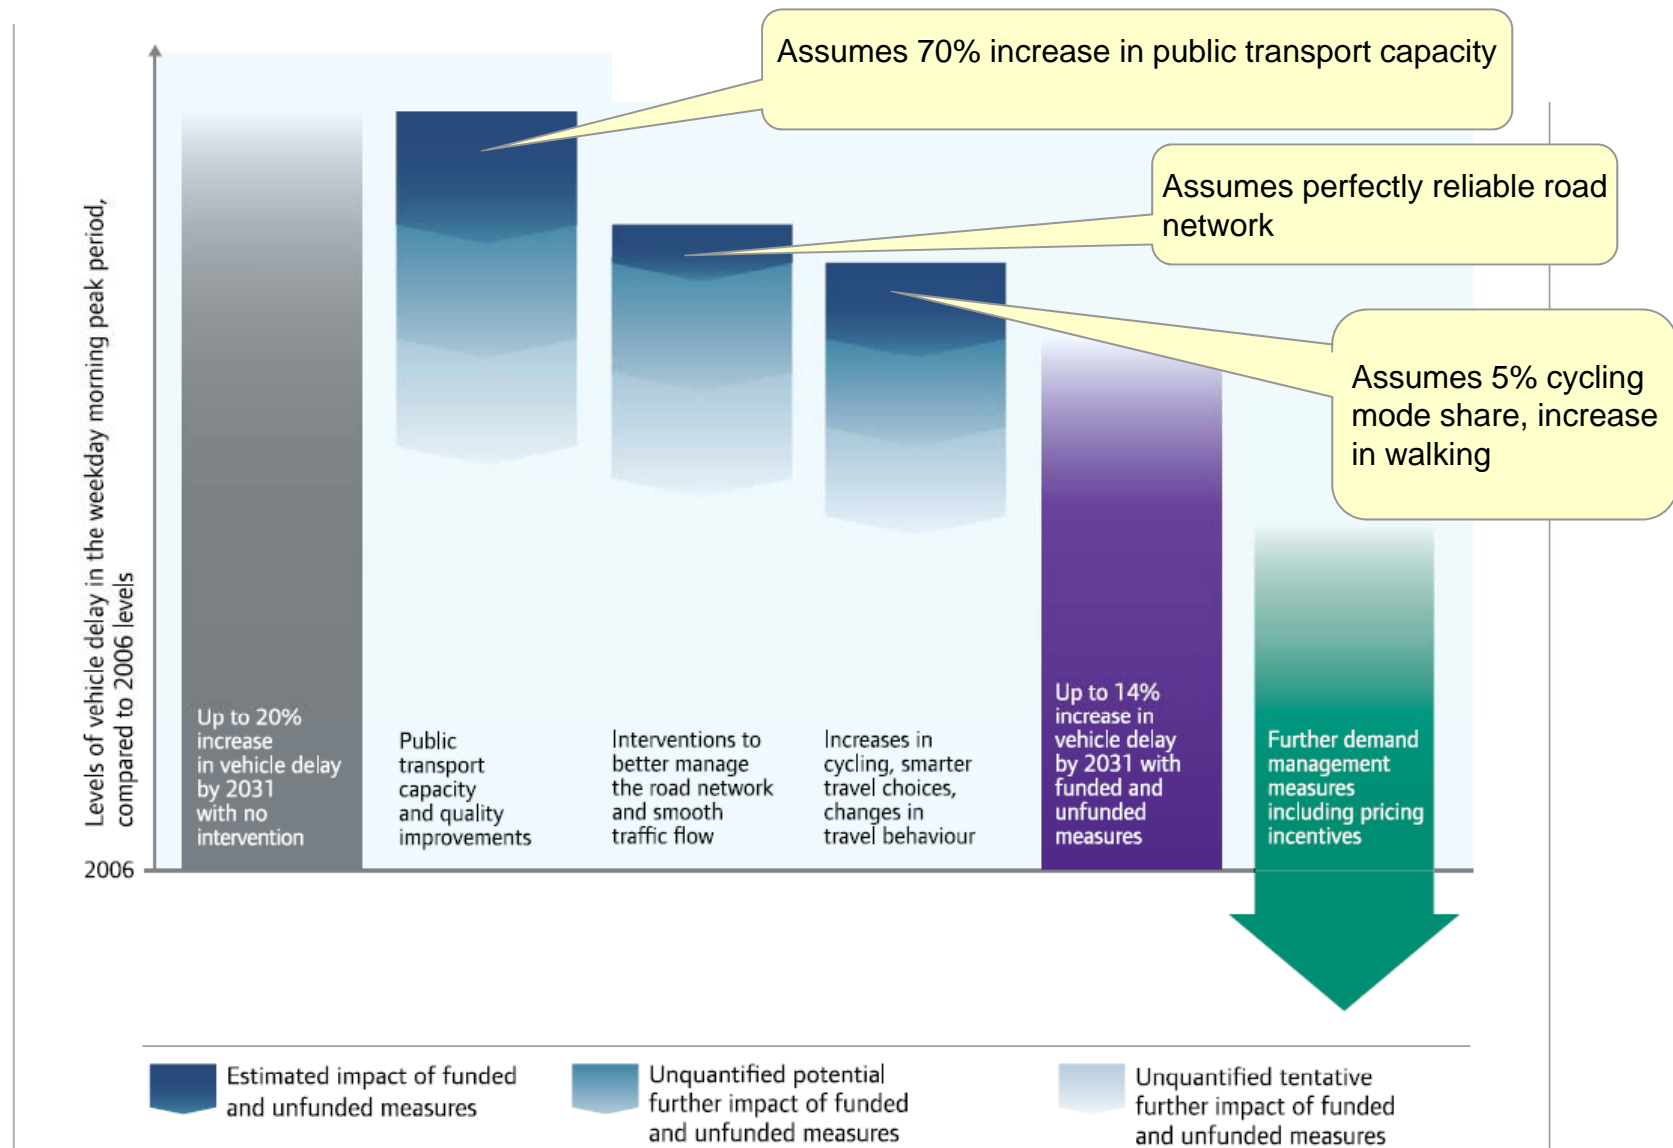 Assumes 70% increase in public transport capacity
Assumes perfectly reliable road
network
Assumes 5% cycling
mode share, increase
in walking
Levels of vehicle delay in the weekday morning peak period,
compared to 2006 levels
Up to 20%
increase
in vehicle delay
by 2031
with no
intervention
Public
transport
capacity
and quality
improvements
Interventions to
better manage
the road network
and smooth
traffic flow
Increases in
cycling, smarter
travel choices,
changes in
travel behaviour
Up to 14%
increase in
vehicle delay
by 2031 with
funded and
unfunded
measures
Further demand
management
measures
including pricing
incentives
2006
Estimated impact of funded
and unfunded measures
Unquantified potential
further impact of funded
and unfunded measures
Unquantified tentative
further impact of funded
and unfunded measures